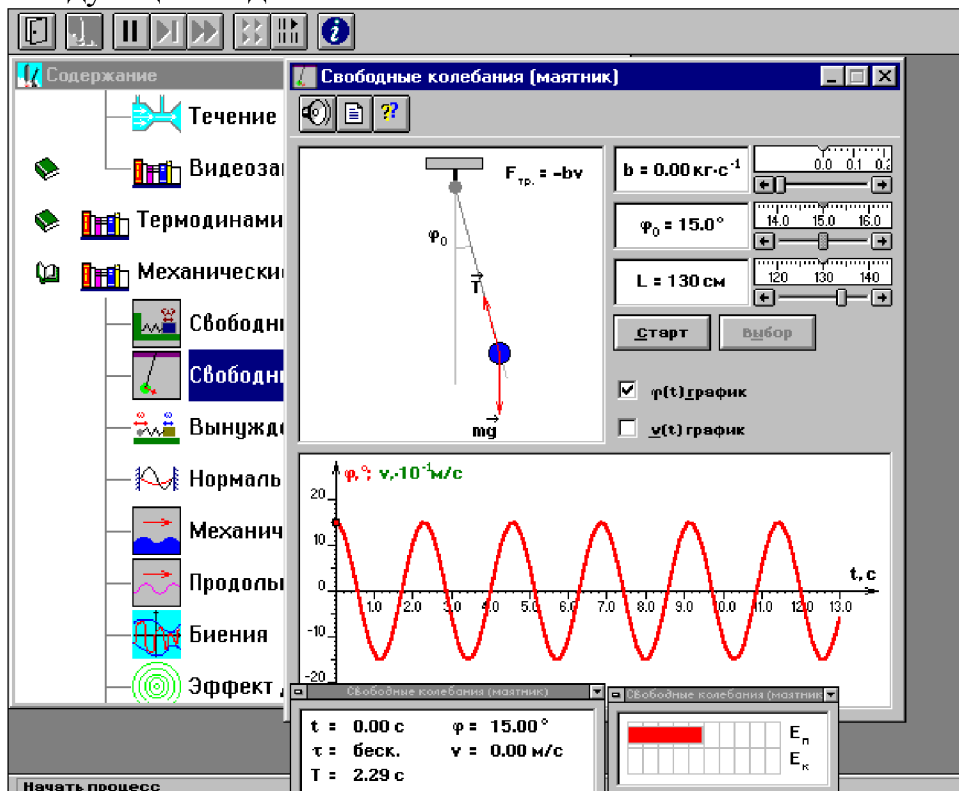 Содержание
Течение
Видеоза
Термодинами
Механически
Свободн
Свободн
Вынужд
Нормаль
Механич
Продоль
Биения
Эффект
Свободные колебания (маятник)
Fтр. = -bv
φ₀
T
mg
b = 0.00 кг·с⁻¹
0.0 0.1 0.2
φ₀ = 15.0°
14.0 15.0 16.0
L = 130 см
120 130 140
старт выбор
φ(t) график
v(t) график
φ,°; v,·10⁻¹м/с
20
10
0
-10
-20
t, с
1.0 2.0 3.0 4.0 5.0 6.0 7.0 8.0 9.0 10.0 11.0 12.0 13.0
Свободные колебания (маятник)
t = 0.00 с φ = 15.00°
τ = беск. v = 0.00 м/с
T = 2.29 с
Свободные колебания (маятник
Eп
Eк
Начать процесс